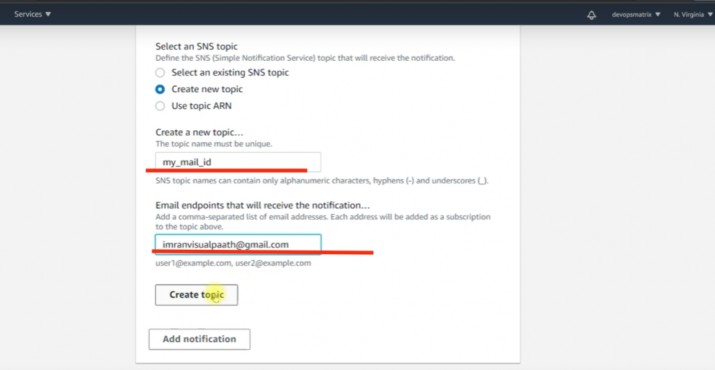 Services ▾
devopsmatrix ▾
N. Virginia ▾
Select an SNS topic
Define the SNS (Simple Notification Service) topic that will receive the notification.
Select an existing SNS topic
Create new topic
Use topic ARN
Create a new topic...
The topic name must be unique.
my_mail_id
SNS topic names can contain only alphanumeric characters, hyphens (-) and underscores (_).
Email endpoints that will receive the notification...
Add a comma-separated list of email addresses. Each address will be added as a subscription
to the topic above.
imranvisualpaath@gmail.com
user1@example.com, user2@example.com
Create topic
Add notification